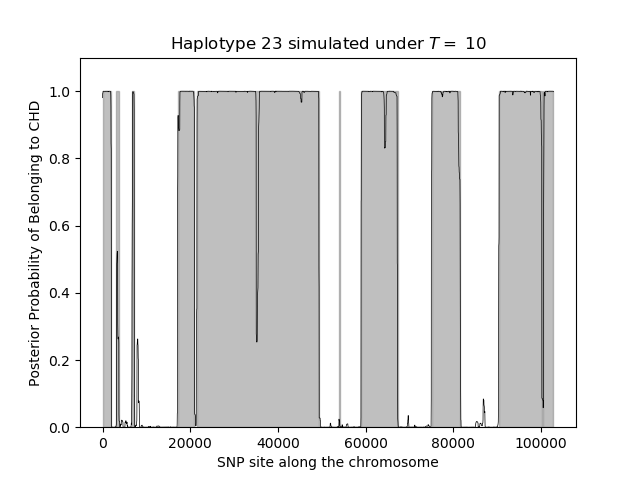 Haplotype 23 simulated under T = 10
Posterior Probability of Belonging to CHD
1.0
0.8
0.6
0.4
0.2
0.0
0 20000 40000 60000 80000 100000
SNP site along the chromosome